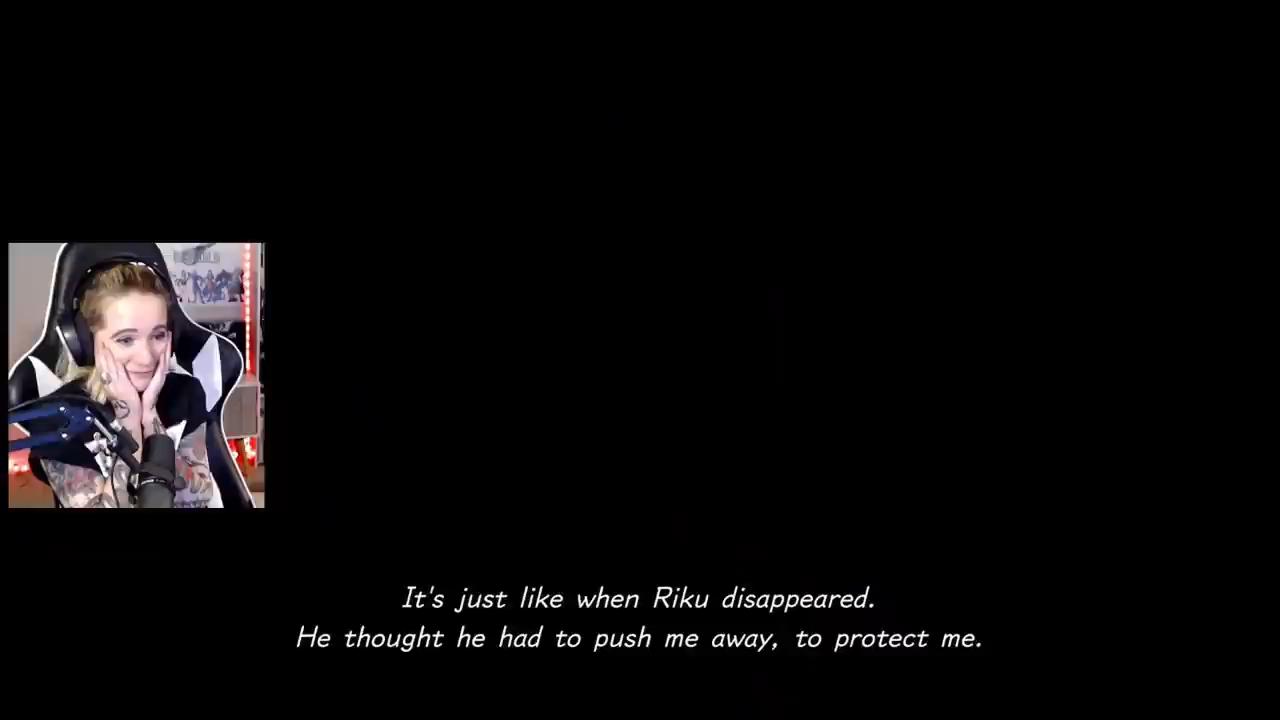 It's just like when Riku disappeared.
He thought he had to push me away, to protect me.